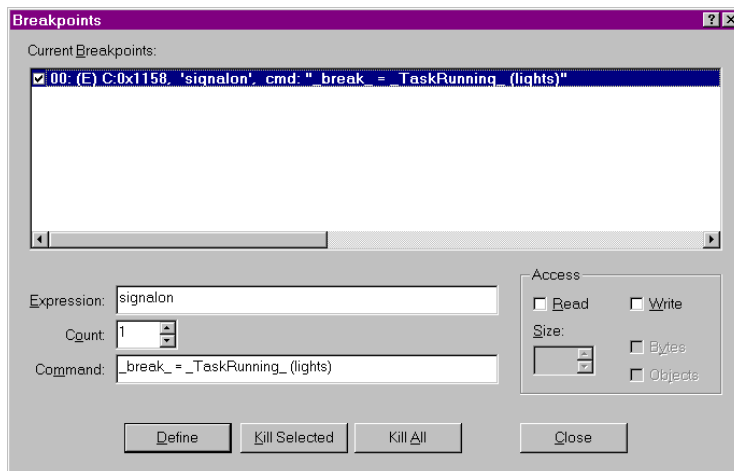 Breakpoints
Current Breakpoints:
00: (E) C:0x1158, 'signalon', cmd: "_break_ = _TaskRunning_ (lights)"
Expression: signalon
Count: 1
Command: _break_ = _TaskRunning_ (lights)
Access
Read Write
Size:
Bytes
Objects
Define Kill Selected Kill All Close